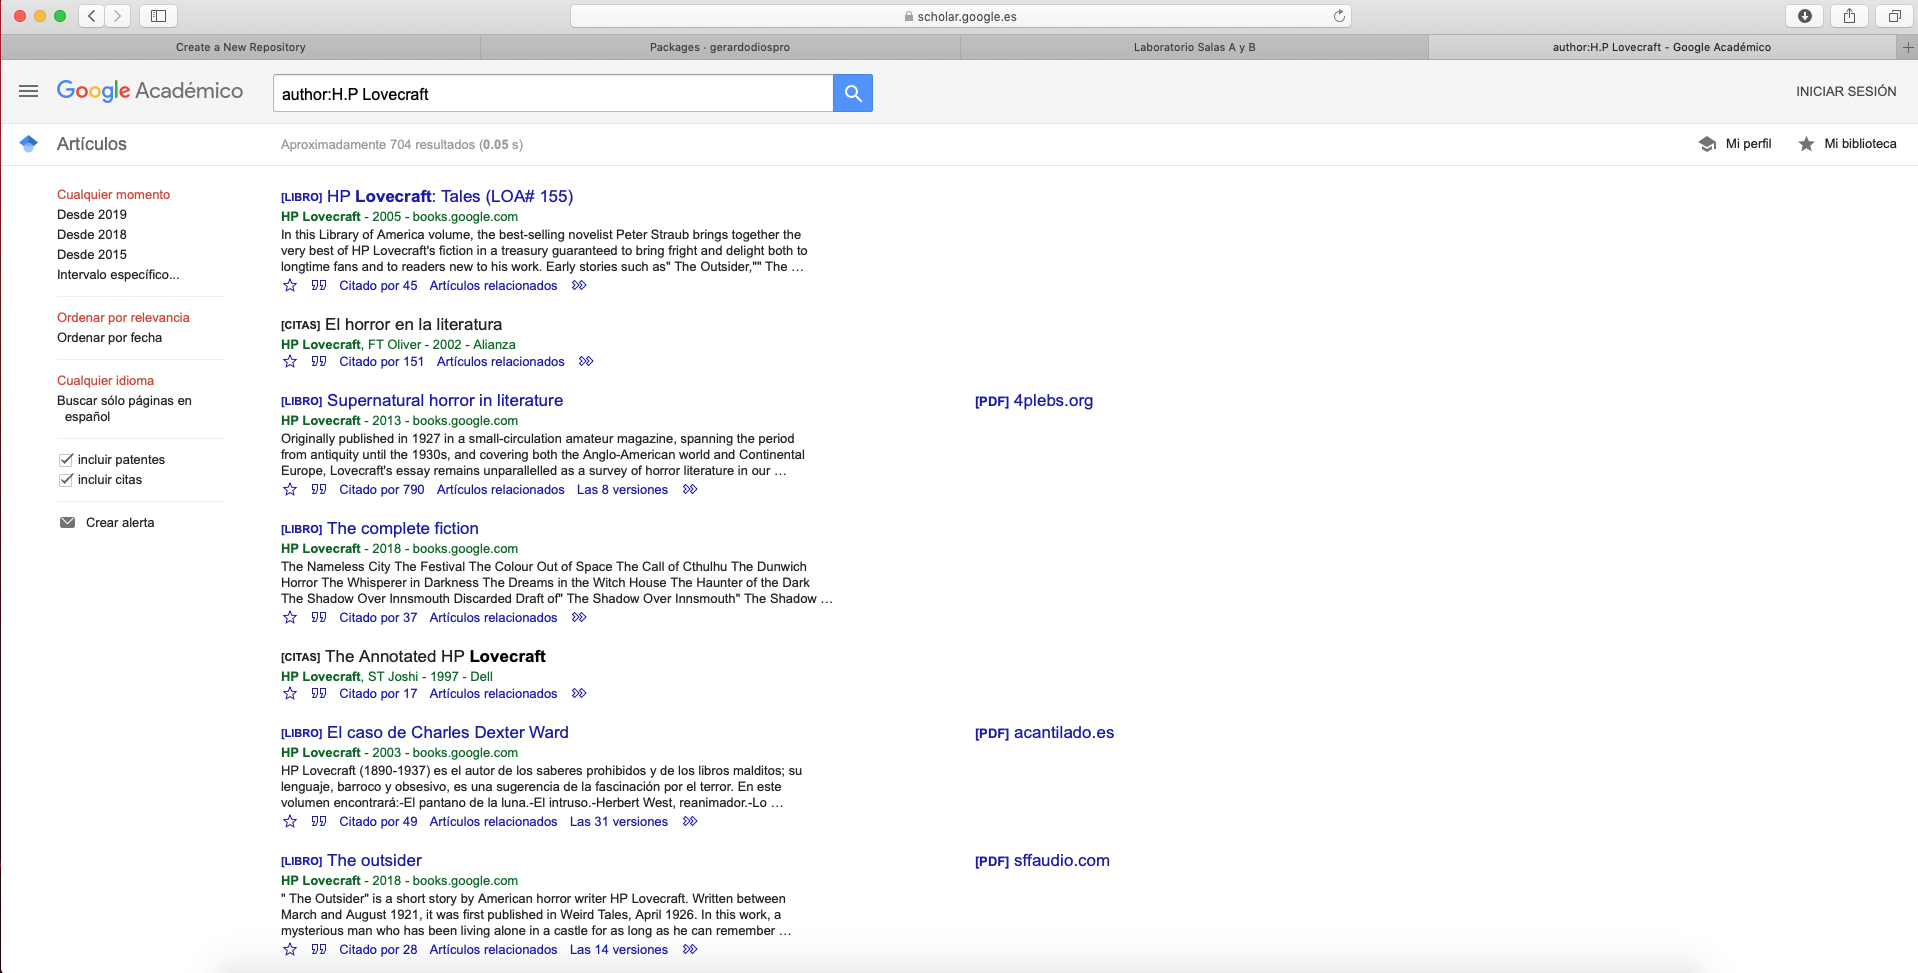 scholar.google.es
Create a New Repository
Packages · gerardodiospro
Laboratorio Salas A y B
author:H.P Lovecraft - Google Académico
Google Académico
author:H.P Lovecraft
INICIAR SESIÓN
Artículos
Aproximadamente 704 resultados (0.05 s)
Mi perfil
Mi biblioteca
Cualquier momento
Desde 2019
Desde 2018
Desde 2015
Intervalo específico...
Ordenar por relevancia
Ordenar por fecha
Cualquier idioma
Buscar sólo páginas en
español
incluir patentes
incluir citas
Crear alerta
[LIBRO] HP Lovecraft: Tales (LOA# 155)
HP Lovecraft - 2005 - books.google.com
In this Library of America volume, the best-selling novelist Peter Straub brings together the
very best of HP Lovecraft's fiction in a treasury guaranteed to bring fright and delight both to
longtime fans and to readers new to his work. Early stories such as" The Outsider,"" The …
Citado por 45 Artículos relacionados
[CITAS] El horror en la literatura
HP Lovecraft, FT Oliver - 2002 - Alianza
Citado por 151 Artículos relacionados
[LIBRO] Supernatural horror in literature
HP Lovecraft - 2013 - books.google.com
Originally published in 1927 in a small-circulation amateur magazine, spanning the period
from antiquity until the 1930s, and covering both the Anglo-American world and Continental
Europe, Lovecraft's essay remains unparallelled as a survey of horror literature in our …
Citado por 790 Artículos relacionados Las 8 versiones
[PDF] 4plebs.org
[LIBRO] The complete fiction
HP Lovecraft - 2018 - books.google.com
The Nameless City The Festival The Colour Out of Space The Call of Cthulhu The Dunwich
Horror The Whisperer in Darkness The Dreams in the Witch House The Haunter of the Dark
The Shadow Over Innsmouth Discarded Draft of" The Shadow Over Innsmouth" The Shadow …
Citado por 37 Artículos relacionados
[CITAS] The Annotated HP Lovecraft
HP Lovecraft, ST Joshi - 1997 - Dell
Citado por 17 Artículos relacionados
[LIBRO] El caso de Charles Dexter Ward
HP Lovecraft - 2003 - books.google.com
HP Lovecraft (1890-1937) es el autor de los saberes prohibidos y de los libros malditos; su
lenguaje, barroco y obsesivo, es una sugerencia de la fascinación por el terror. En este
volumen encontrará:-El pantano de la luna.-El intruso.-Herbert West, reanimador.-Lo …
Citado por 49 Artículos relacionados Las 31 versiones
[PDF] acantilado.es
[LIBRO] The outsider
HP Lovecraft - 2018 - books.google.com
" The Outsider" is a short story by American horror writer HP Lovecraft. Written between
March and August 1921, it was first published in Weird Tales, April 1926. In this work, a
mysterious man who has been living alone in a castle for as long as he can remember …
Citado por 28 Artículos relacionados Las 14 versiones
[PDF] sffaudio.com